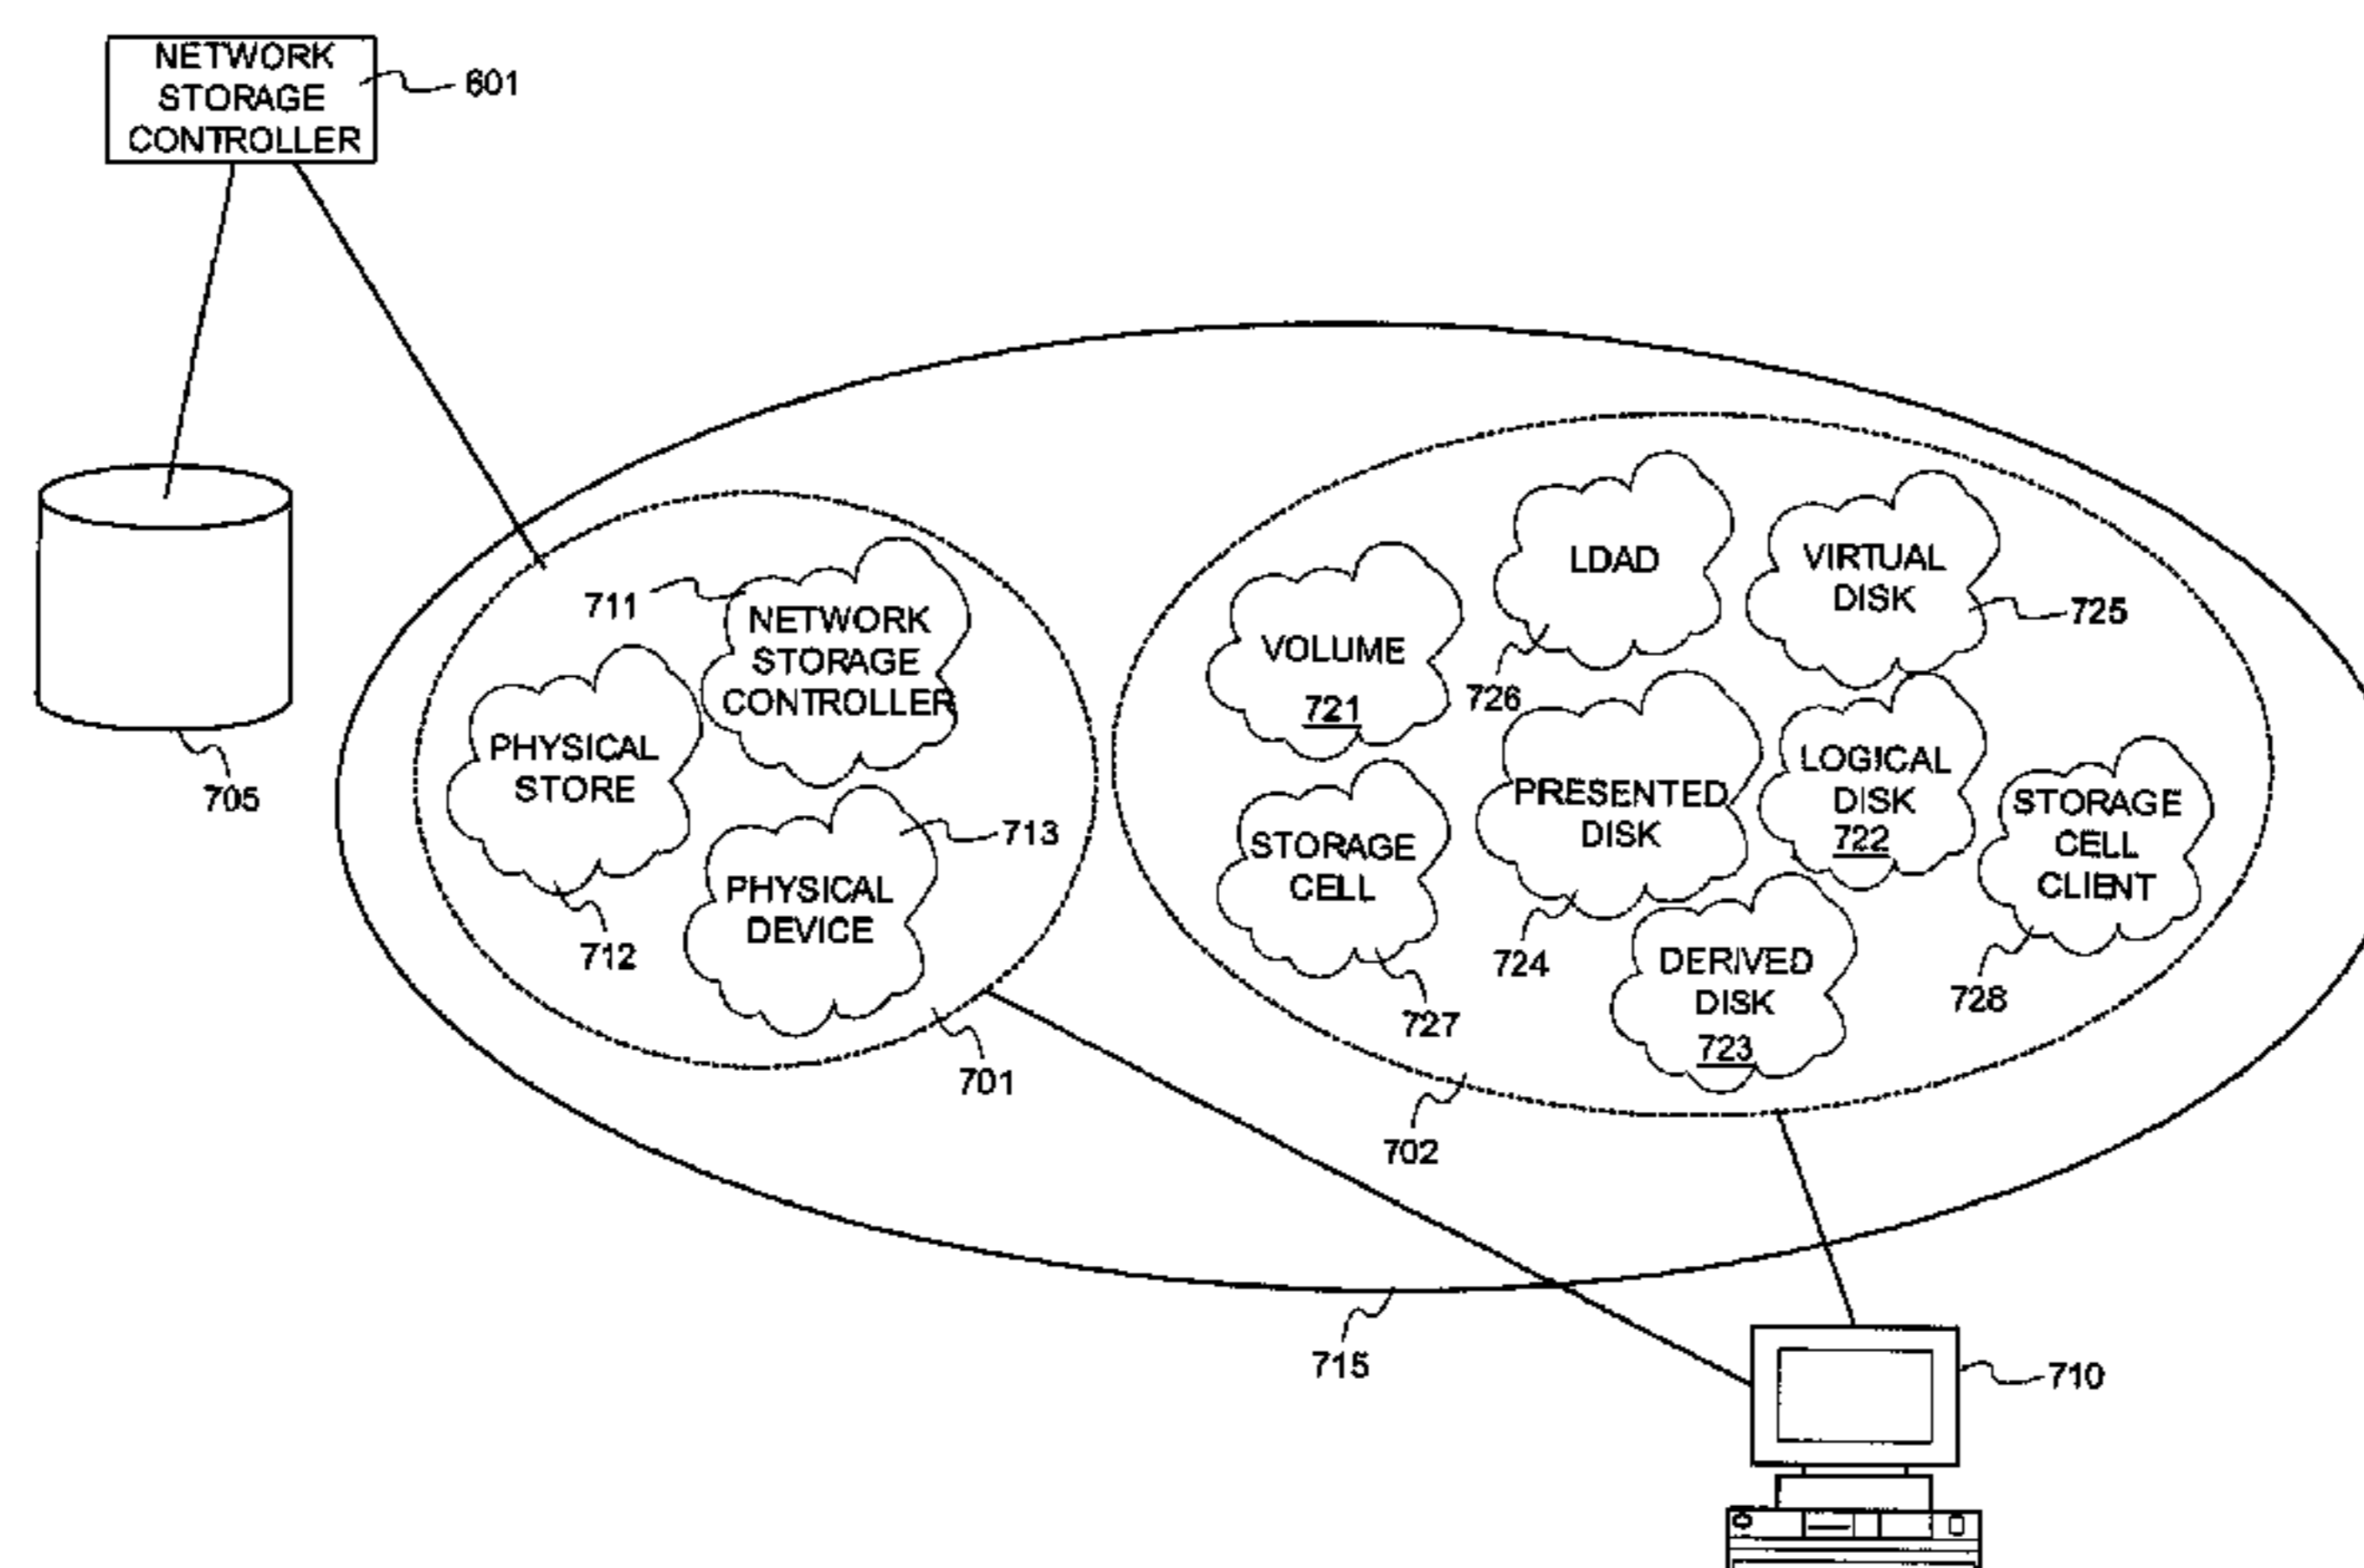 NETWORK
STORAGE
CONTROLLER
601
705
711
NETWORK
STORAGE
CONTROLLER
PHYSICAL
STORE
712
713
PHYSICAL
DEVICE
701
LDAD
726
VIRTUAL
DISK
725
VOLUME
721
PRESENTED
DISK
724
LOGICAL
DISK
722
STORAGE
CELL
727
STORAGE
CELL
CLIENT
728
DERIVED
DISK
723
702
715
710